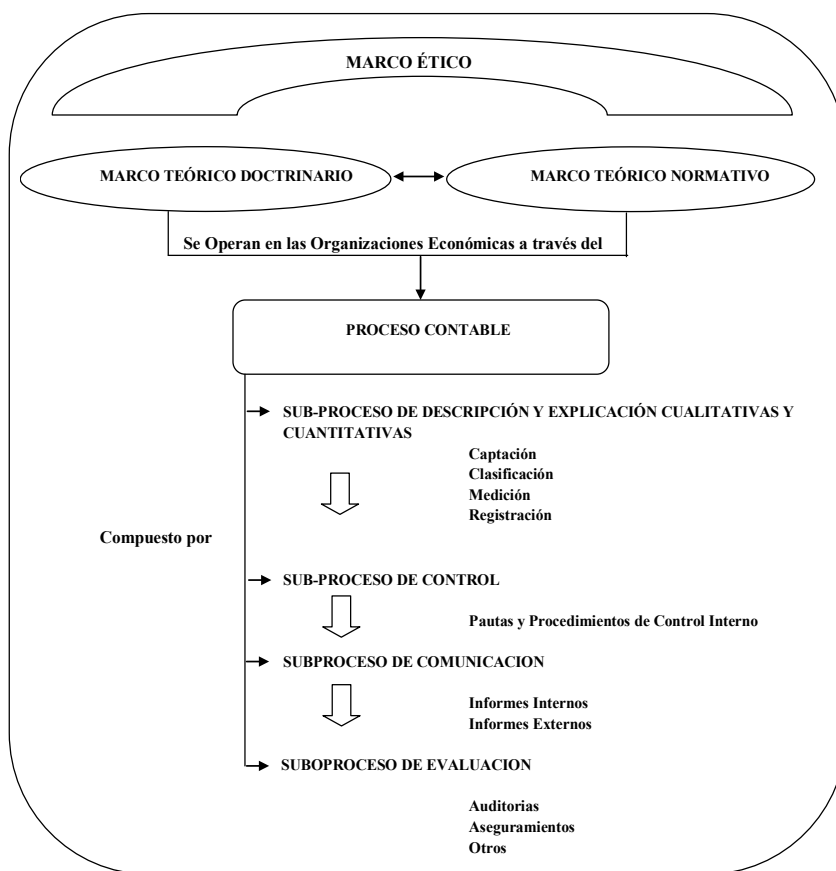 MARCO ÉTICO
MARCO TEÓRICO DOCTRINARIO
MARCO TEÓRICO NORMATIVO
Se Operan en las Organizaciones Económicas a través del
PROCESO CONTABLE
SUB-PROCESO DE DESCRIPCIÓN Y EXPLICACIÓN CUALITATIVAS Y
CUANTITATIVAS
Captación
Clasificación
Medición
Registración
Compuesto por
SUB-PROCESO DE CONTROL
Pautas y Procedimientos de Control Interno
SUBPROCESO DE COMUNICACION
Informes Internos
Informes Externos
SUBOPROCESO DE EVALUACION
Auditorias
Aseguramientos
Otros